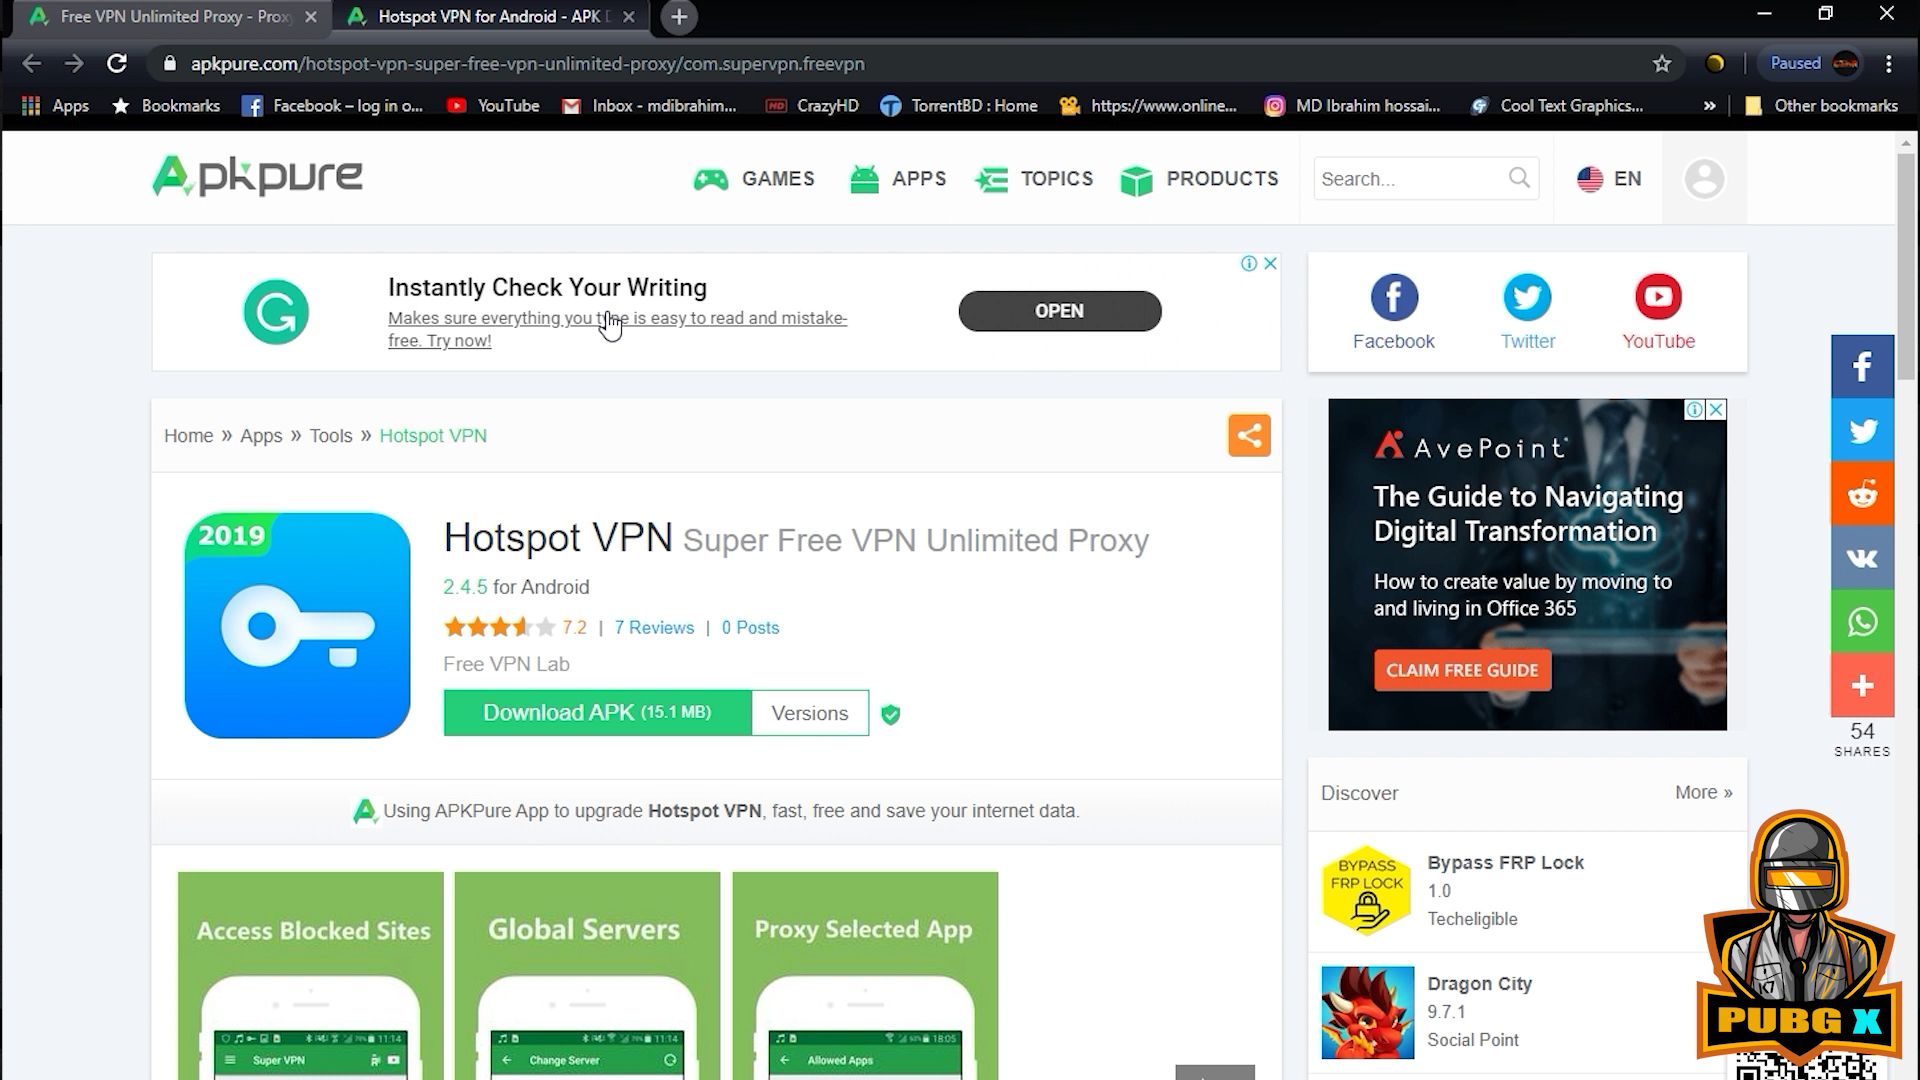 Free VPN Unlimited Proxy - Prox
Hotspot VPN for Android - APK D
apkpure.com/hotspot-vpn-super-free-vpn-unlimited-proxy/com.supervpn.freevpn
Paused
Apps
Bookmarks
Facebook – log in o...
YouTube
Inbox - mdibrahim...
HD
CrazyHD
TorrentBD : Home
https://www.online...
MD Ibrahim hossai...
Cool Text Graphics...
»
Other bookmarks
Apkpure
GAMES
APPS
TOPICS
PRODUCTS
Search...
EN
Instantly Check Your Writing
Makes sure everything you type is easy to read and mistake-
free. Try now!
OPEN
Facebook
Twitter
YouTube
Home » Apps » Tools » Hotspot VPN
2019
Hotspot VPN Super Free VPN Unlimited Proxy
2.4.5 for Android
7.2 | 7 Reviews | 0 Posts
Free VPN Lab
Download APK (15.1 MB)
Versions
Using APKPure App to upgrade Hotspot VPN, fast, free and save your internet data.
AvePoint
The Guide to Navigating
Digital Transformation
How to create value by moving to
and living in Office 365
CLAIM FREE GUIDE
54
SHARES
Discover
More »
BYPASS
FRP LOCK
Bypass FRP Lock
1.0
Techeligible
Dragon City
9.7.1
Social Point
Access Blocked Sites
11:14
Super VPN
Global Servers
11:14
Change Server
Proxy Selected App
18:05
Allowed Apps
K7
PUBG X